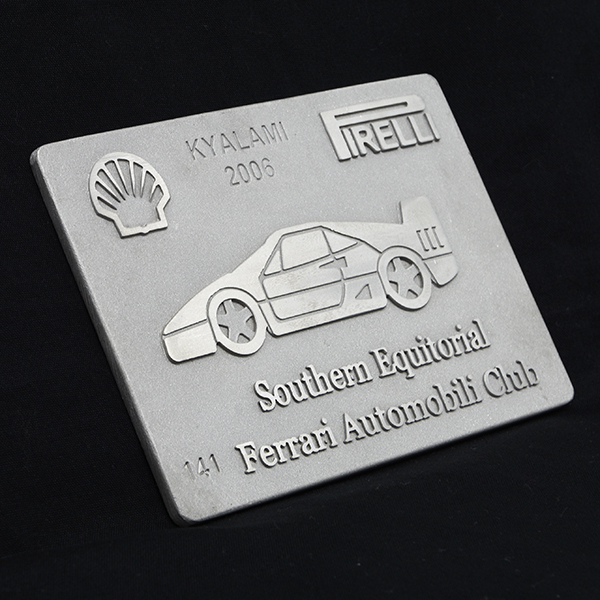 KYALAMI
2006
PIRELLI
Southern Equitorial
Ferrari Automobili Club
141